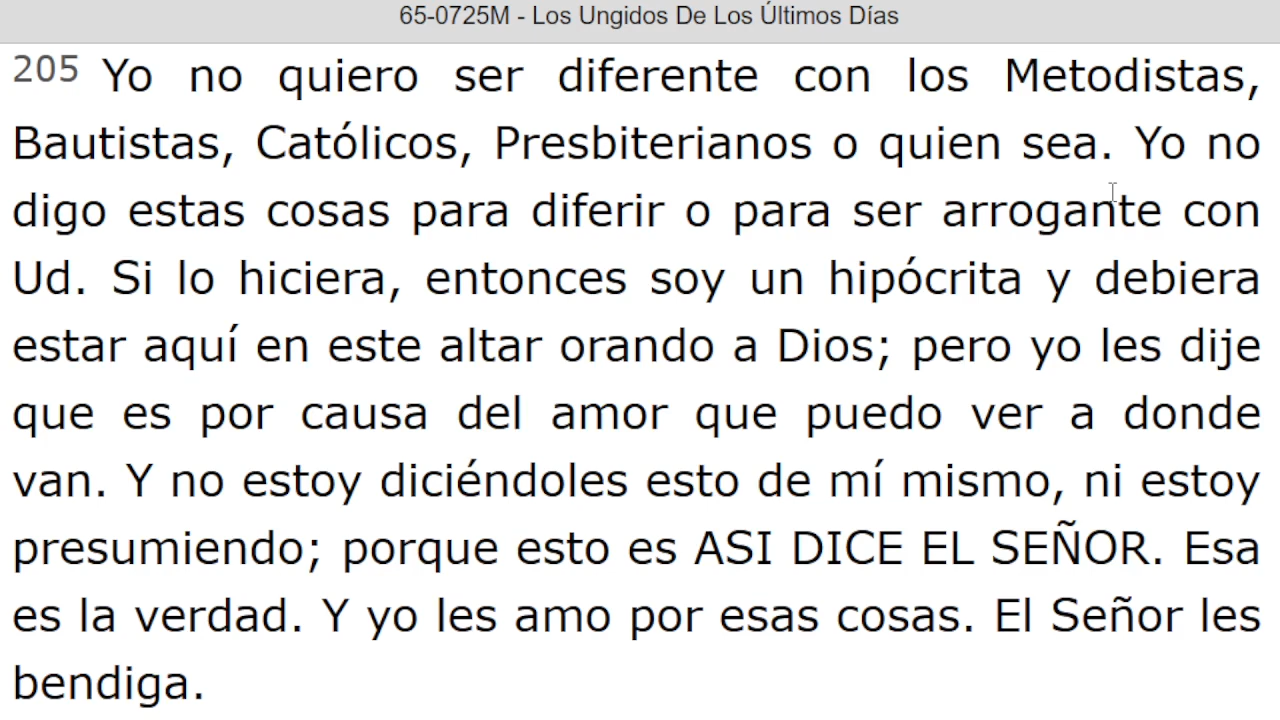 65-0725M - Los Ungidos De Los Últimos Días
205 Yo no quiero ser diferente con los Metodistas,
Bautistas, Católicos, Presbiterianos o quien sea. Yo no
digo estas cosas para diferir o para ser arrogante con
Ud. Si lo hiciera, entonces soy un hipócrita y debiera
estar aquí en este altar orando a Dios; pero yo les dije
que es por causa del amor que puedo ver a donde
van. Y no estoy diciéndoles esto de mí mismo, ni estoy
presumiendo; porque esto es ASI DICE EL SEÑOR. Esa
es la verdad. Y yo les amo por esas cosas. El Señor les
bendiga.